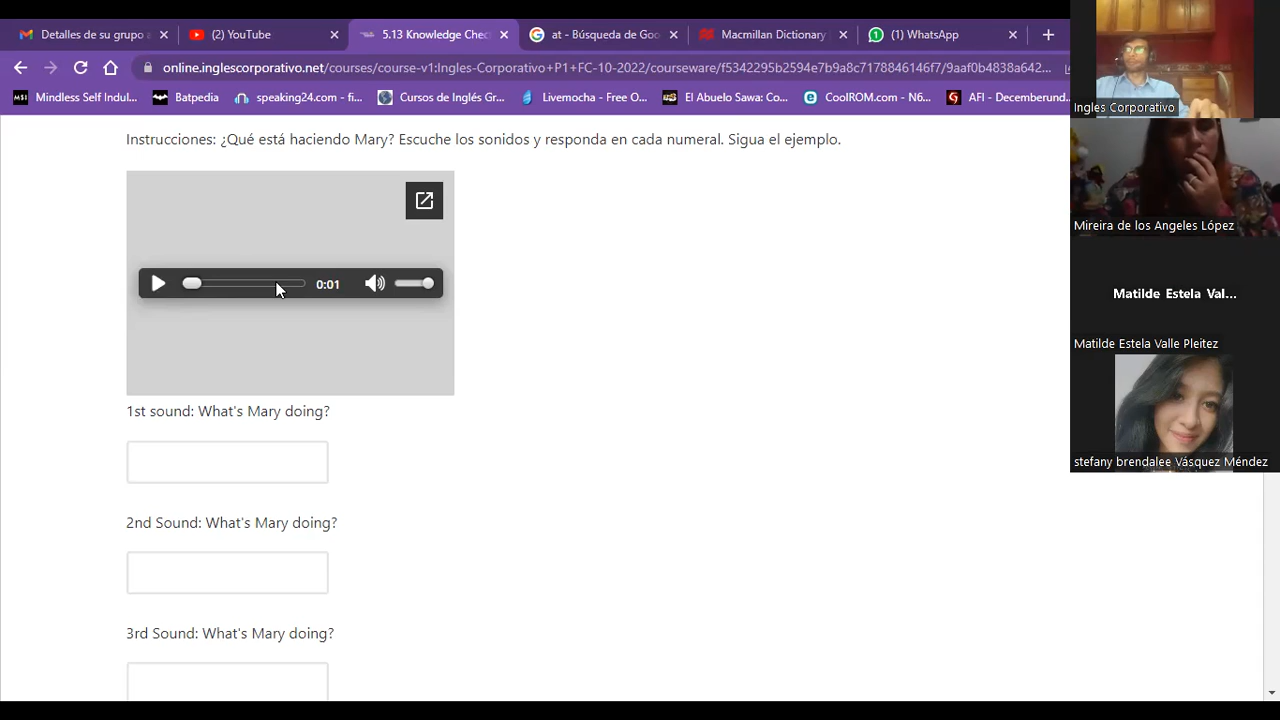 Detalles de su grupo a
(2) YouTube
5.13 Knowledge Chec
at - Búsqueda de Goo
Macmillan Dictionary
(1) WhatsApp
online.inglescorporativo.net/courses/course-v1:Ingles-Corporativo+P1+FC-10-2022/courseware/f5342295b2594e7b9a8c7178846146f7/9aaf0b4838a642...
Mindless Self Indul...
Batpedia
speaking24.com - fi...
Cursos de Inglés Gr...
Livemocha - Free O...
El Abuelo Sawa: Co...
CoolROM.com - N6...
AFI - Decemberund...
Instrucciones: ¿Qué está haciendo Mary? Escuche los sonidos y responda en cada numeral. Siga el ejemplo.
0:01
1st sound: What's Mary doing?
2nd Sound: What's Mary doing?
3rd Sound: What's Mary doing?
Ingles Corporativo
Mireira de los Angeles López
Matilde Estela Val...
Matilde Estela Valle Pleitez
stefany brendalee Vásquez Méndez